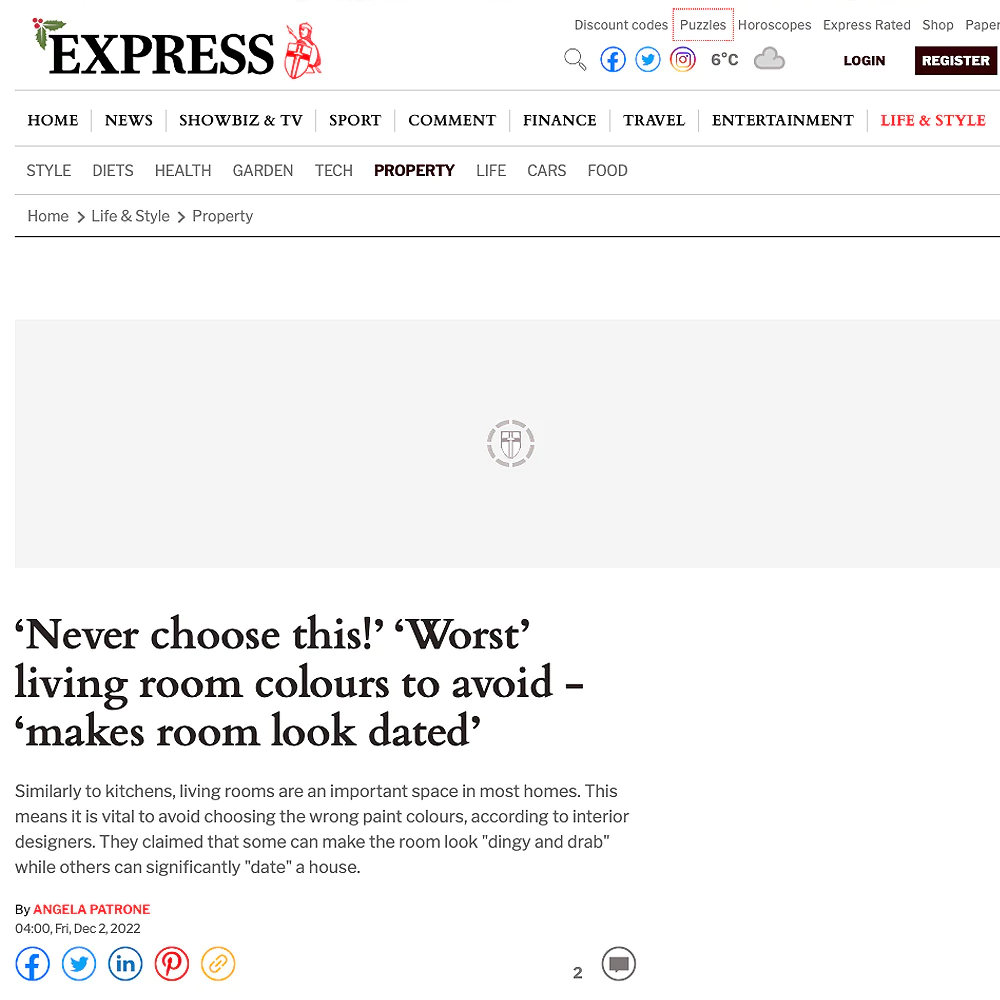 Discount codes Puzzles Horoscopes Express Rated Shop Paper
EXPRESS
6°C LOGIN REGISTER
HOME NEWS SHOWBIZ & TV SPORT COMMENT FINANCE TRAVEL ENTERTAINMENT LIFE & STYLE
STYLE DIETS HEALTH GARDEN TECH PROPERTY LIFE CARS FOOD
Home Life & Style Property
‘Never choose this!’ ‘Worst’
living room colours to avoid -
‘makes room look dated’
Similarly to kitchens, living rooms are an important space in most homes. This
means it is vital to avoid choosing the wrong paint colours, according to interior
designers. They claimed that some can make the room look "dingy and drab"
while others can significantly "date" a house.
By ANGELA PATRONE
04:00, Fri, Dec 2, 2022
2